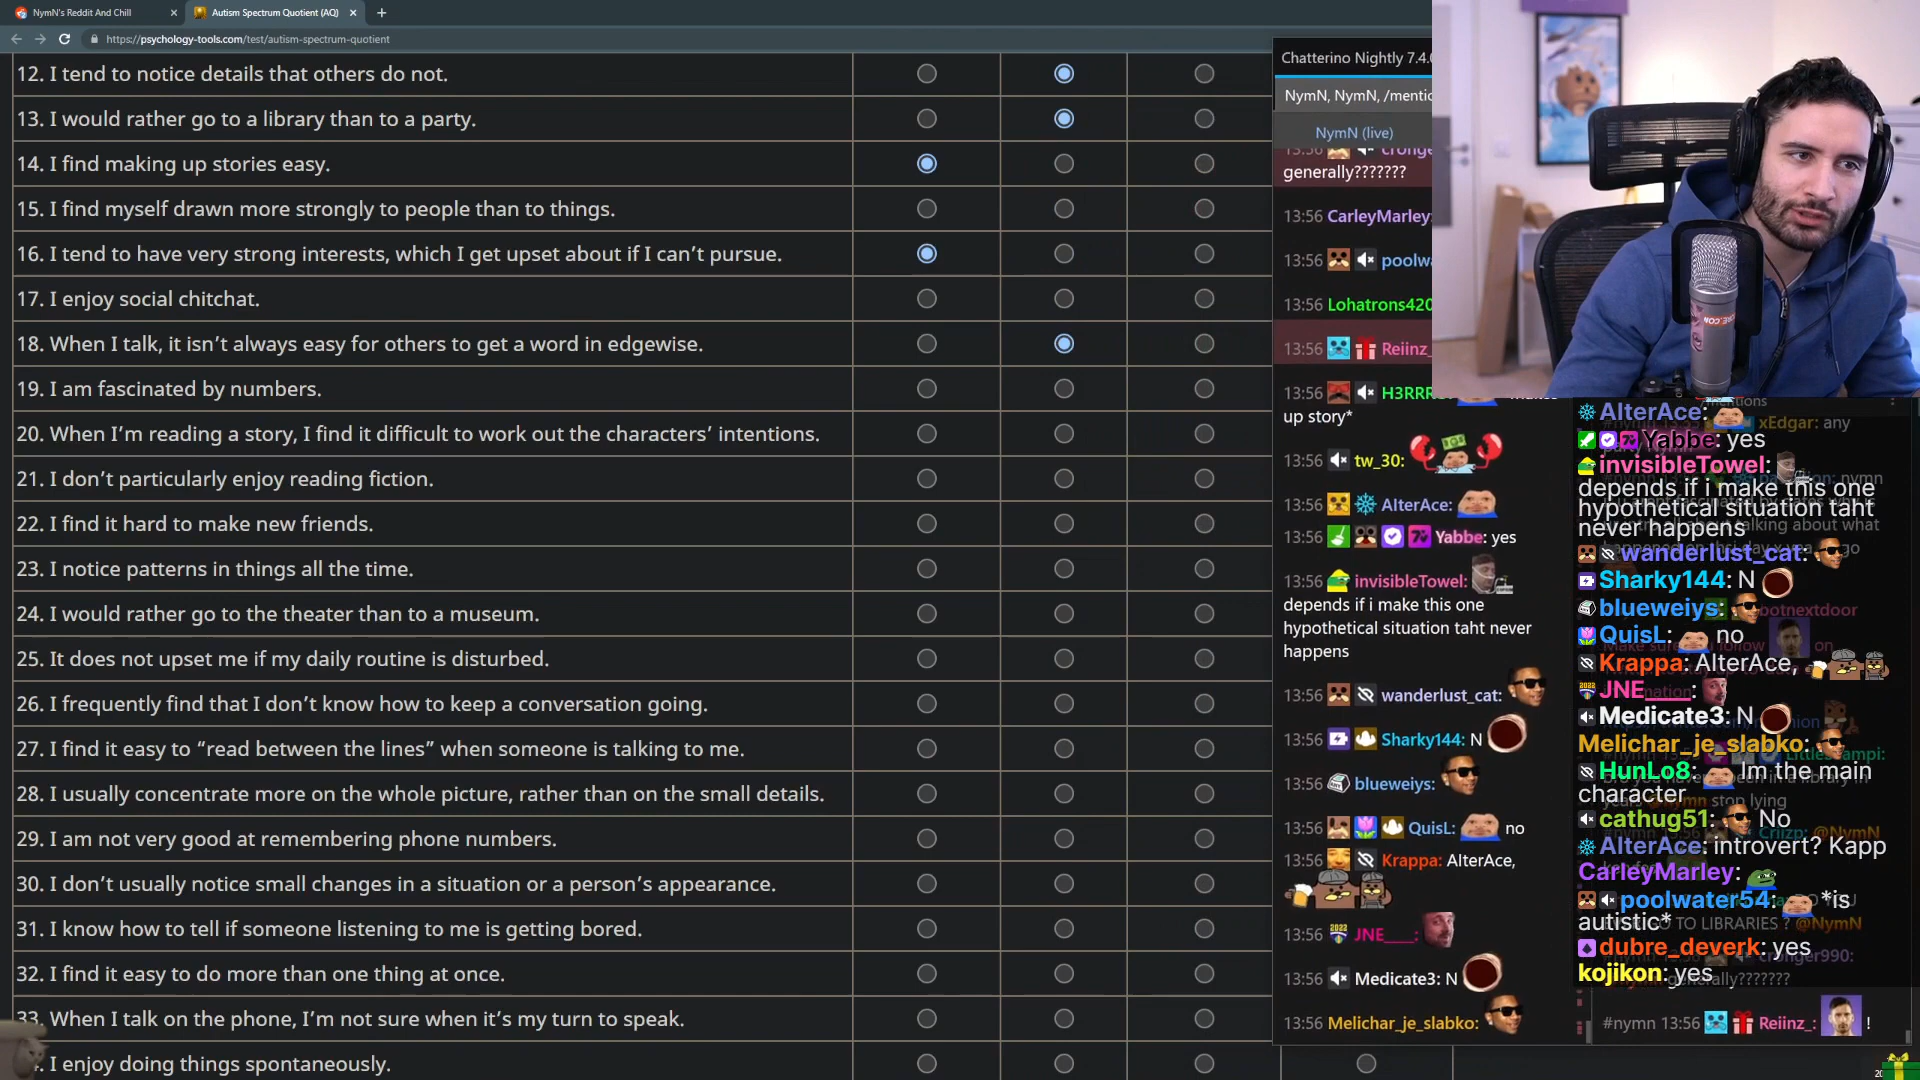 NymN's Reddit And Chill
Autism Spectrum Quotient (AQ)
https://psychology-tools.com/test/autism-spectrum-quotient
12. I tend to notice details that others do not.
13. I would rather go to a library than to a party.
14. I find making up stories easy.
15. I find myself drawn more strongly to people than to things.
16. I tend to have very strong interests, which I get upset about if I can't pursue.
17. I enjoy social chitchat.
18. When I talk, it isn't always easy for others to get a word in edgewise.
19. I am fascinated by numbers.
20. When I'm reading a story, I find it difficult to work out the characters' intentions.
21. I don't particularly enjoy reading fiction.
22. I find it hard to make new friends.
23. I notice patterns in things all the time.
24. I would rather go to the theater than to a museum.
25. It does not upset me if my daily routine is disturbed.
26. I frequently find that I don't know how to keep a conversation going.
27. I find it easy to “read between the lines” when someone is talking to me.
28. I usually concentrate more on the whole picture, rather than on the small details.
29. I am not very good at remembering phone numbers.
30. I don't usually notice small changes in a situation or a person's appearance.
31. I know how to tell if someone listening to me is getting bored.
32. I find it easy to do more than one thing at once.
33. When I talk on the phone, I'm not sure when it's my turn to speak.
I enjoy doing things spontaneously.
Chatterino Nightly 7.4.
NymN, NymN, /mentio
NymN (live)
generally???????
13:56 CarleyMarley:
13:56 poolwa
13:56 Lohatrons420
13:56 Reiinz_
13:56 H3RRR
up story*
13:56 tw_30:
13:56 AlterAce:
13:56 Yabbe: yes
13:56 invisibleTowel:
depends if i make this one
hypothetical situation taht never
happens
13:56 wanderlust_cat:
13:56 Sharky144: N
13:56 blueweiys:
13:56 QuisL: no
13:56 Krappa: AlterAce,
13:56 JNE____:
13:56 Medicate3: N
13:56 Melichar_je_slabko:
AlterAce:
Yabbe: yes
invisibleTowel:
depends if i make this one
hypothetical situation taht
never happens
wanderlust_cat:
Sharky144: N
blueweiys:
QuisL: no
Krappa: AlterAce,
JNE____:
Medicate3: N
Melichar_je_slabko:
HunLo8: Im the main
character
cathug51: No
AlterAce: introvert? Kapp
CarleyMarley:
poolwater54: *is
autistic*
dubre_deverk: yes
kojikon: yes
#nymn 13:56 Reiinz_: !